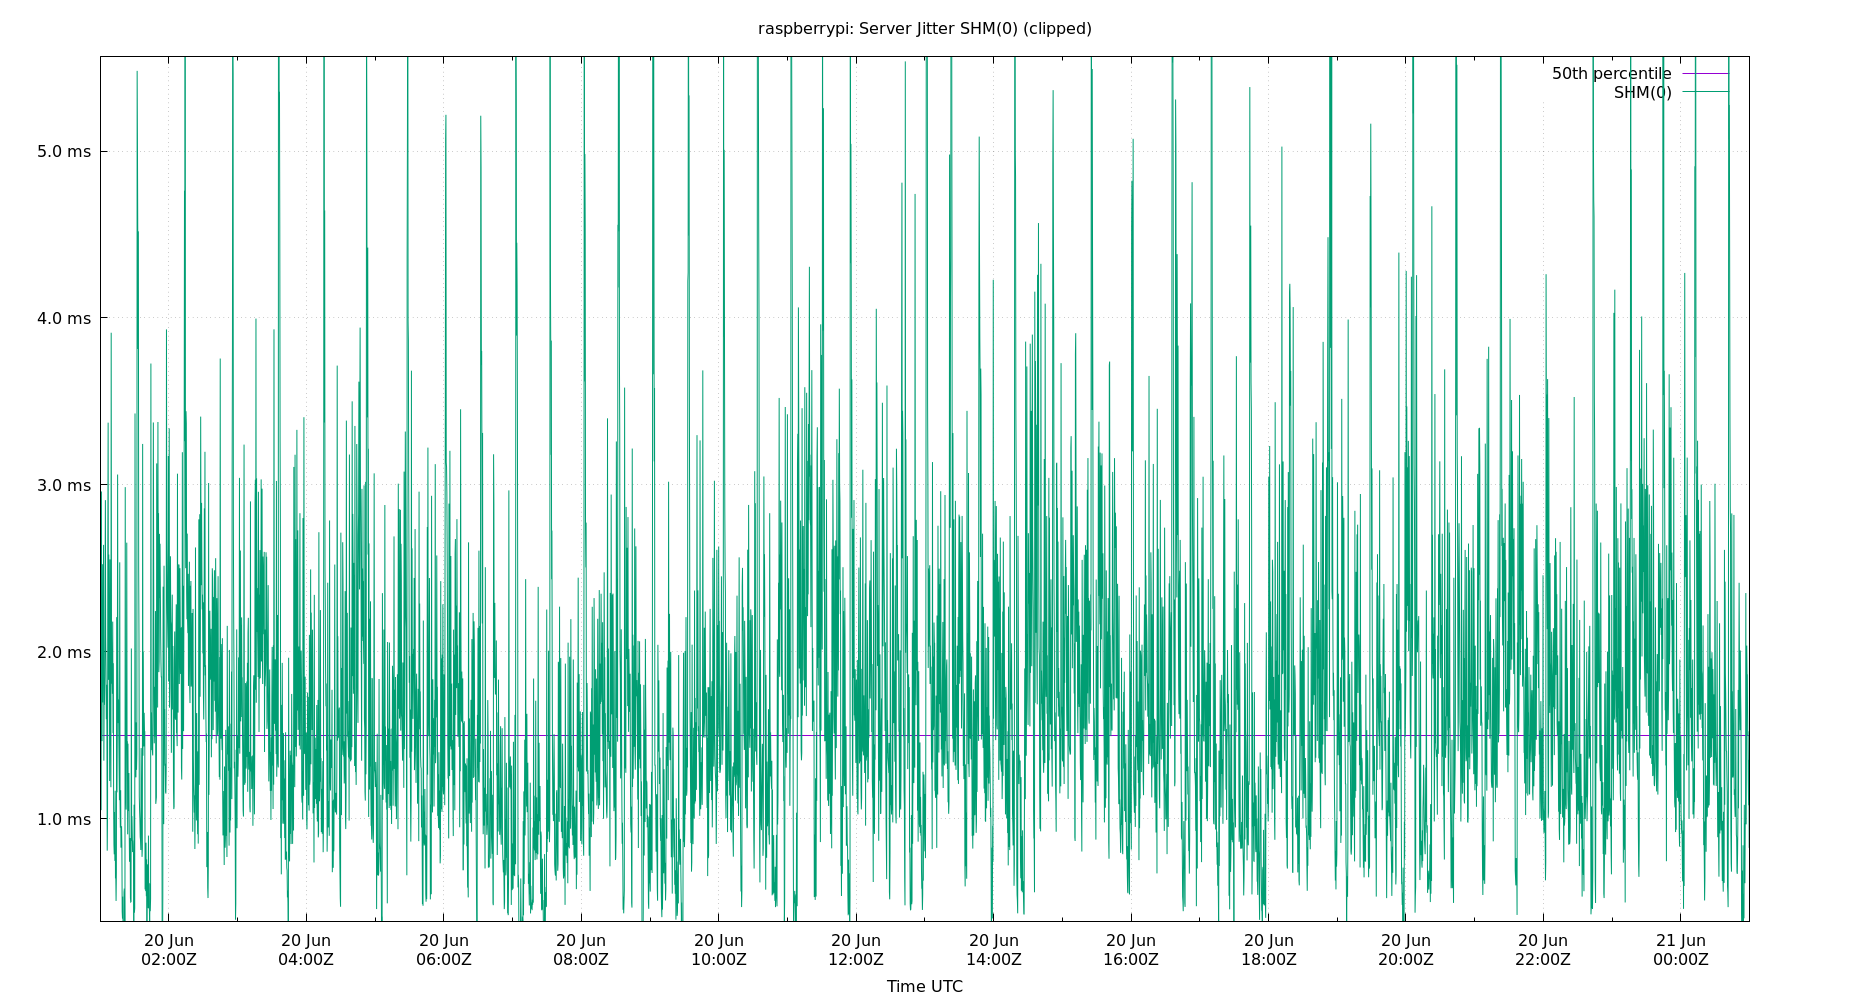 raspberrypi: Server Jitter SHM(0) (clipped)
50th percentile
SHM(0)
5.0 ms
4.0 ms
3.0 ms
2.0 ms
1.0 ms
20 Jun 20 Jun 20 Jun 20 Jun 20 Jun 20 Jun 20 Jun 20 Jun 20 Jun 20 Jun 20 Jun 21 Jun
02:00Z 04:00Z 06:00Z 08:00Z 10:00Z 12:00Z 14:00Z 16:00Z 18:00Z 20:00Z 22:00Z 00:00Z
Time UTC